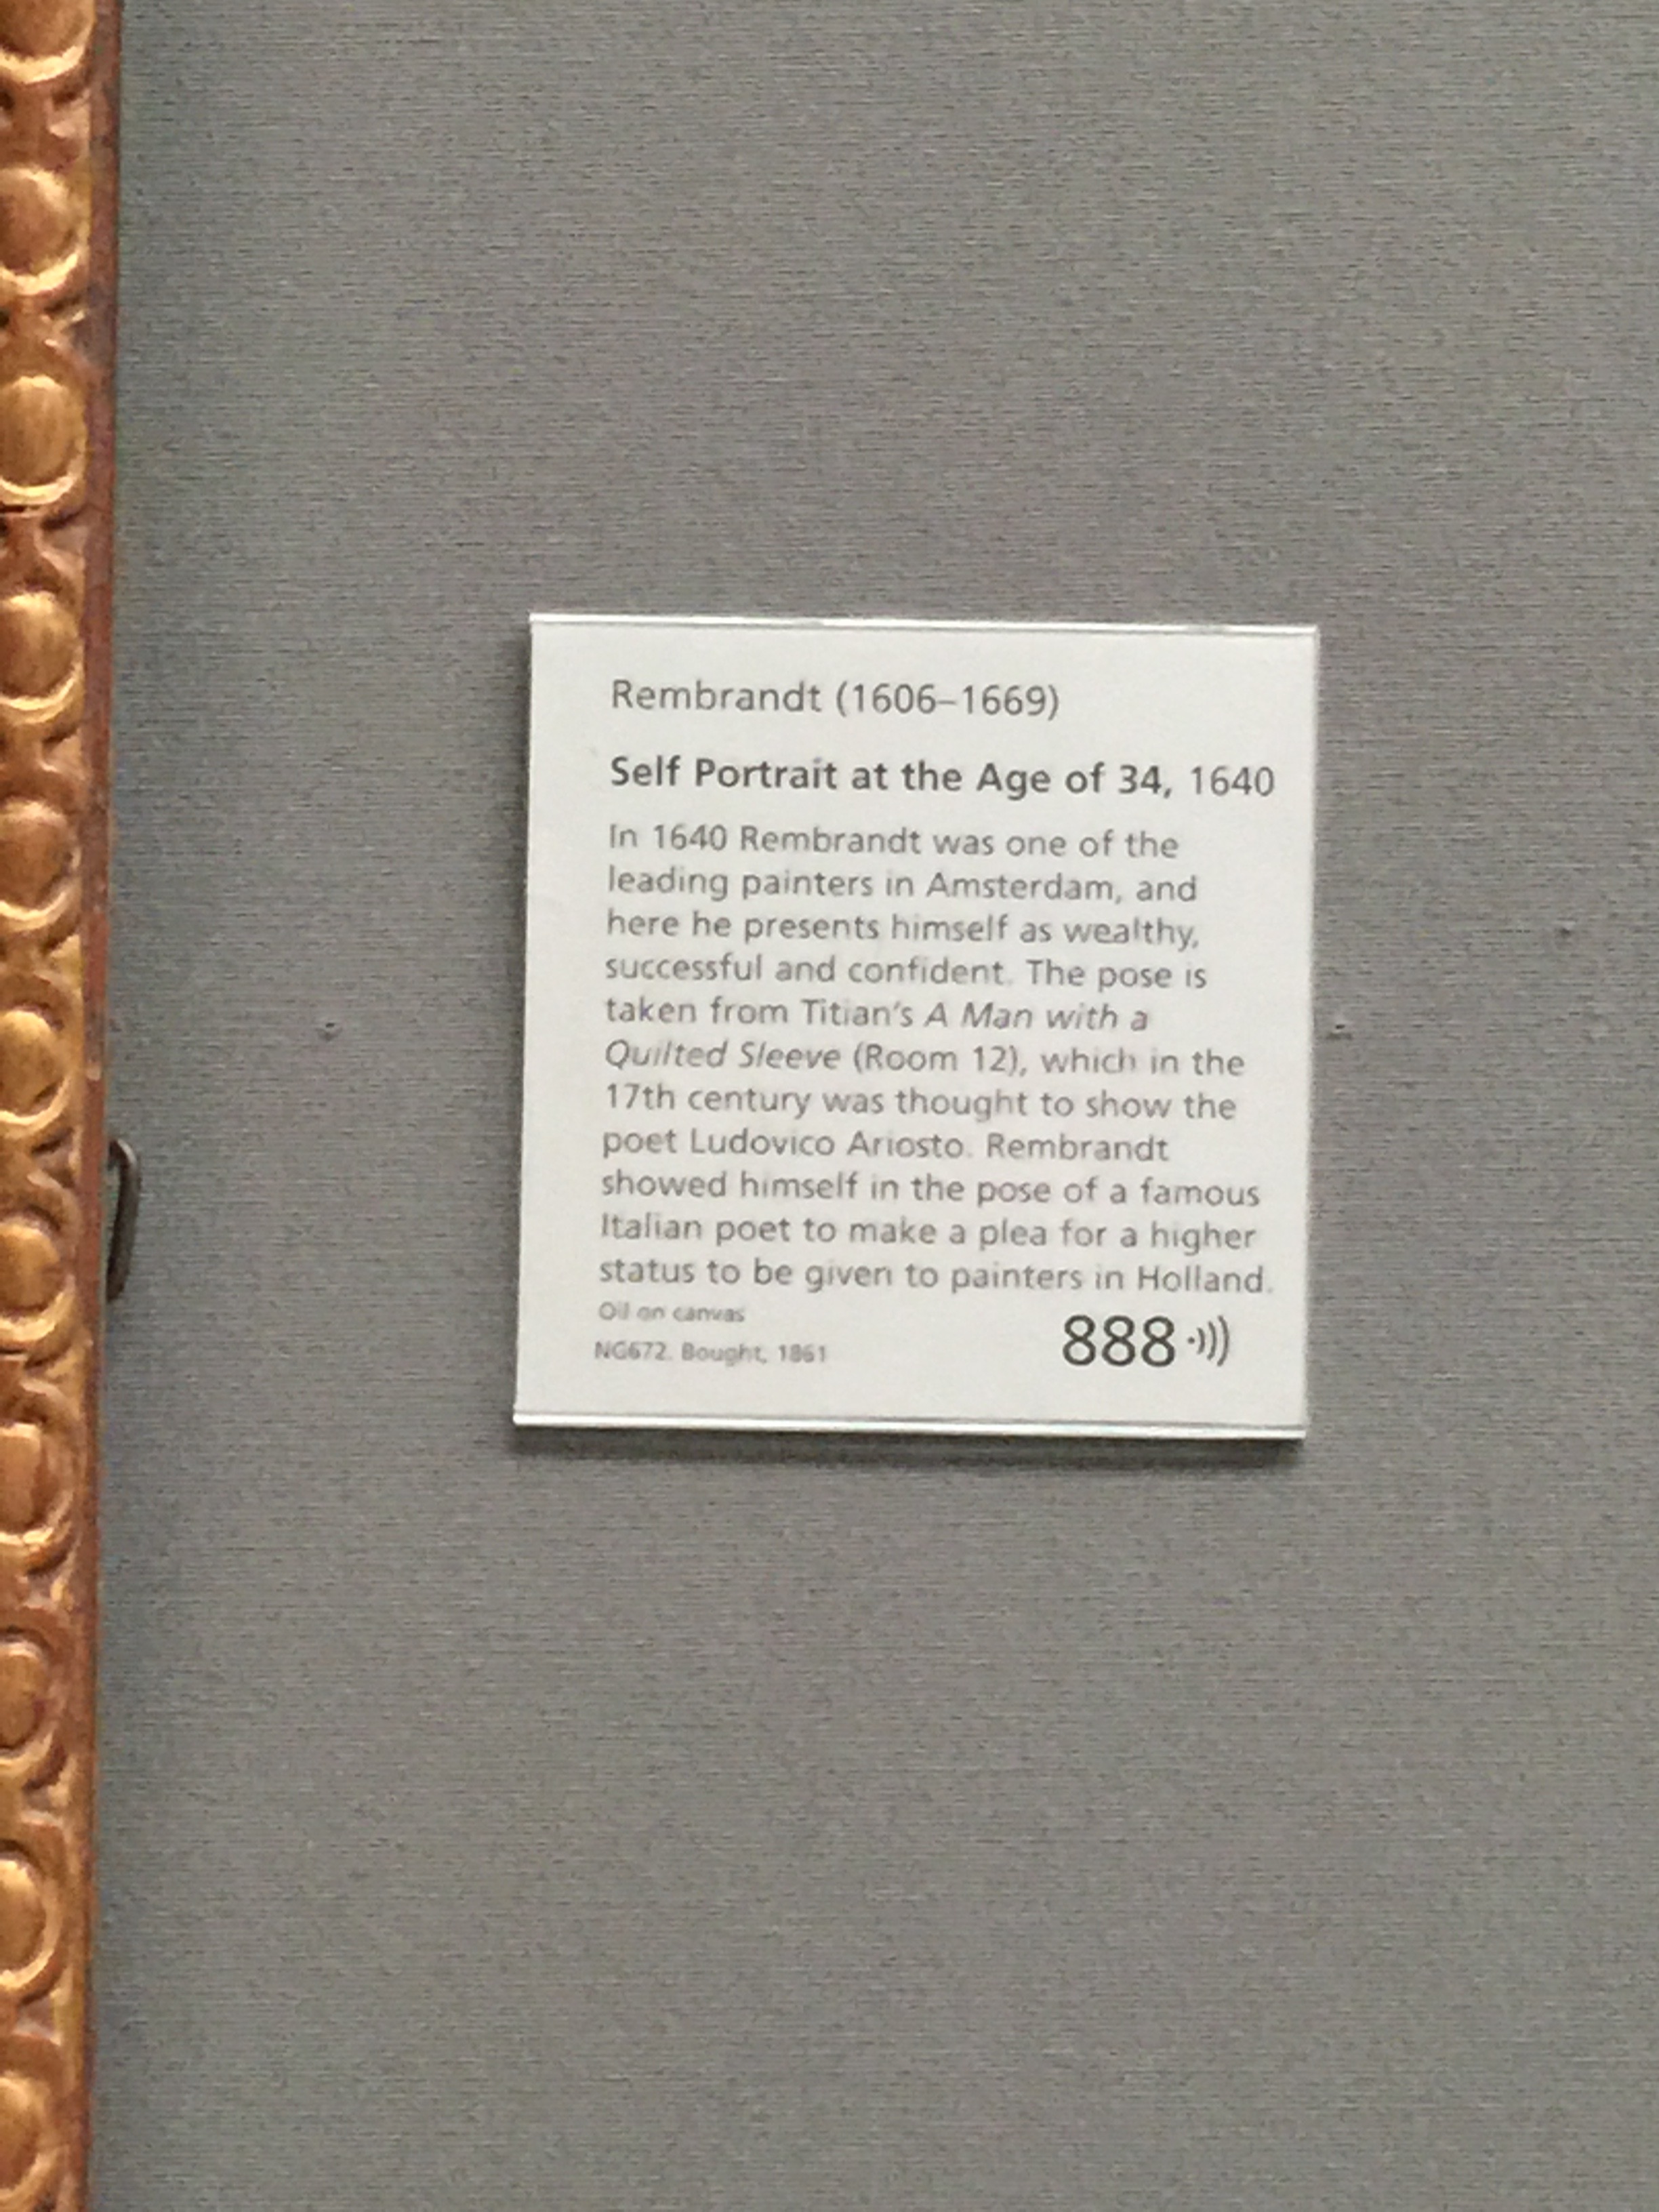 Rembrandt (1606–1669)
Self Portrait at the Age of 34, 1640
In 1640 Rembrandt was one of the
leading painters in Amsterdam, and
here he presents himself as wealthy,
successful and confident. The pose is
taken from Titian's A Man with a
Quilted Sleeve (Room 12), which in the
17th century was thought to show the
poet Ludovico Ariosto. Rembrandt
showed himself in the pose of a famous
Italian poet to make a plea for a higher
status to be given to painters in Holland.
Oil on canvas
NG672. Bought, 1861
888